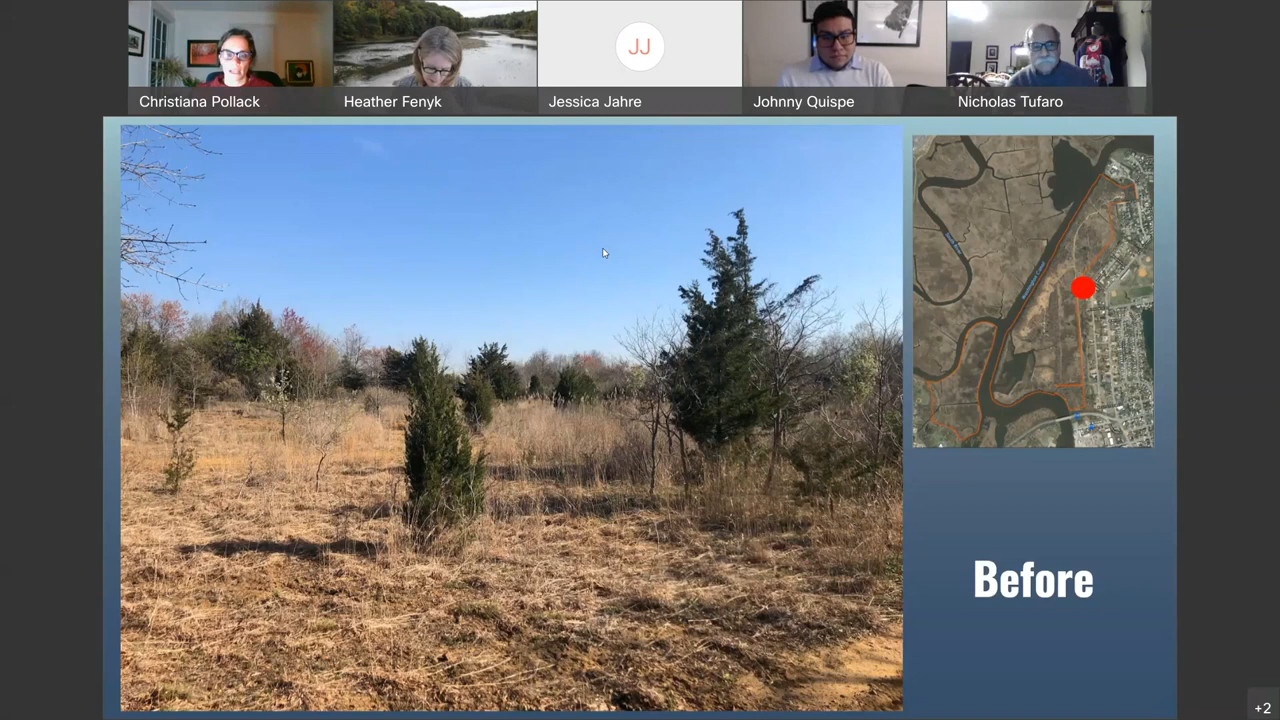 Christiana Pollack
Heather Fenyk
JJ
Jessica Jahre
Johnny Quispe
Nicholas Tufaro
Before
+2